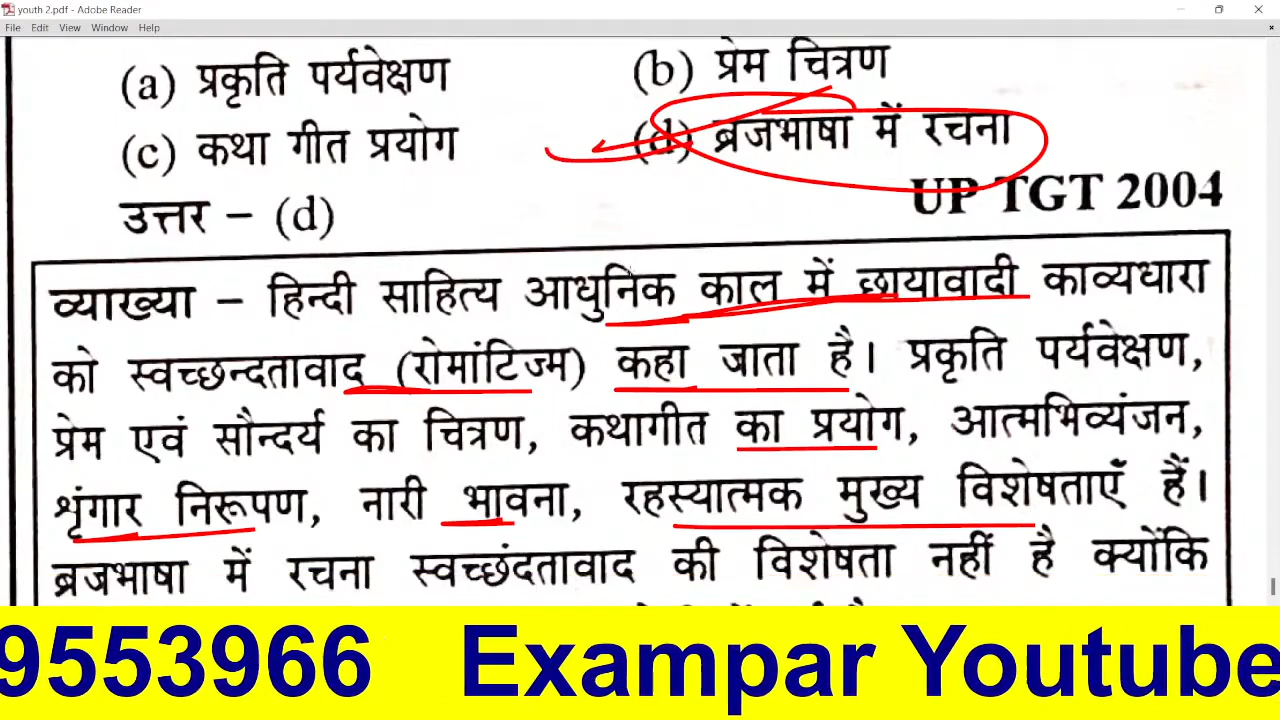 youth 2.pdf - Adobe Reader
File Edit View Window Help
(a) प्रकृति पर्यवेक्षण (b) प्रेम चित्रण
(c) कथा गीत प्रयोग (d) ब्रजभाषा में रचना
उत्तर – (d) UP TGT 2004
व्याख्या – हिन्दी साहित्य आधुनिक काल में छायावादी काव्यधारा
को स्वच्छन्दतावाद (रोमांटिज्म) कहा जाता है। प्रकृति पर्यवेक्षण,
प्रेम एवं सौन्दर्य का चित्रण, कथागीत का प्रयोग, आत्मभिव्यंजन,
शृंगार निरूपण, नारी भावना, रहस्यात्मक मुख्य विशेषताएँ हैं।
ब्रजभाषा में रचना स्वच्छंदतावाद की विशेषता नहीं है क्योंकि
9553966 Exampar Youtube